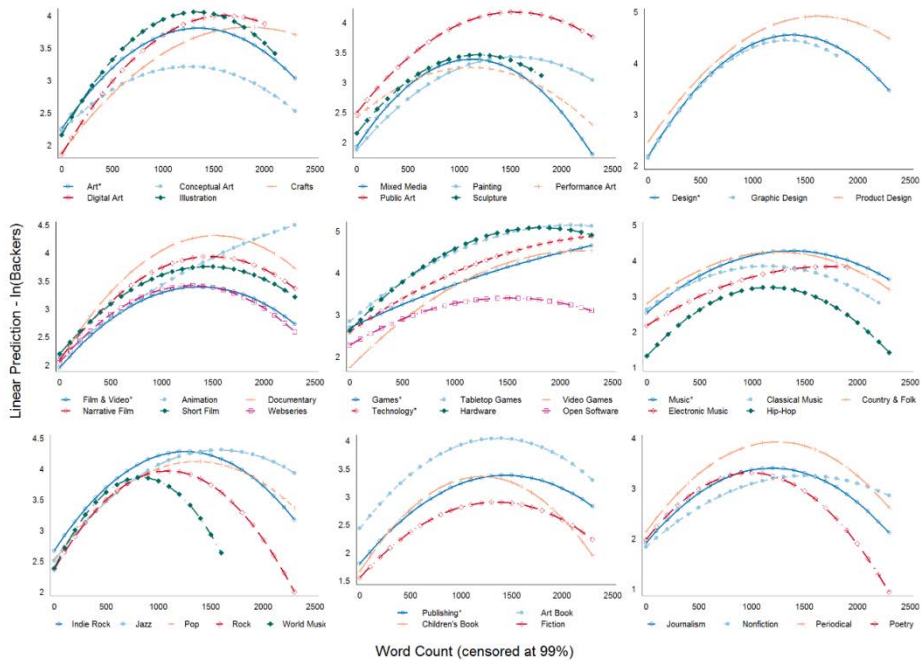 Linear Prediction - ln(Backers)
4
3.5
3
2.5
2
0 500 1000 1500 2000 2500
Art* Conceptual Art Crafts
Digital Art Illustration
4
3.5
3
2.5
2
0 500 1000 1500 2000 2500
Mixed Media Painting Performance Art
Public Art Sculpture
5
4
3
2
0 500 1000 1500 2000 2500
Design* Graphic Design Product Design
4.5
4
3.5
3
2.5
2
0 500 1000 1500 2000 2500
Film & Video* Animation Documentary
Narrative Film Short Film Webseries
5
4
3
2
0 500 1000 1500 2000 2500
Games* Tabletop Games Video Games
Technology* Hardware Open Software
5
4
3
2
1
0 500 1000 1500 2000 2500
Music* Classical Music Country & Folk
Electronic Music Hip-Hop
4.5
4
3.5
3
2.5
2
0 500 1000 1500 2000 2500
Indie Rock Jazz Pop Rock World Music
4
3.5
3
2.5
2
1.5
0 500 1000 1500 2000 2500
Publishing* Art Book
Children's Book Fiction
4
3
2
1
0 500 1000 1500 2000 2500
Journalism Nonfiction Periodical Poetry
Word Count (censored at 99%)